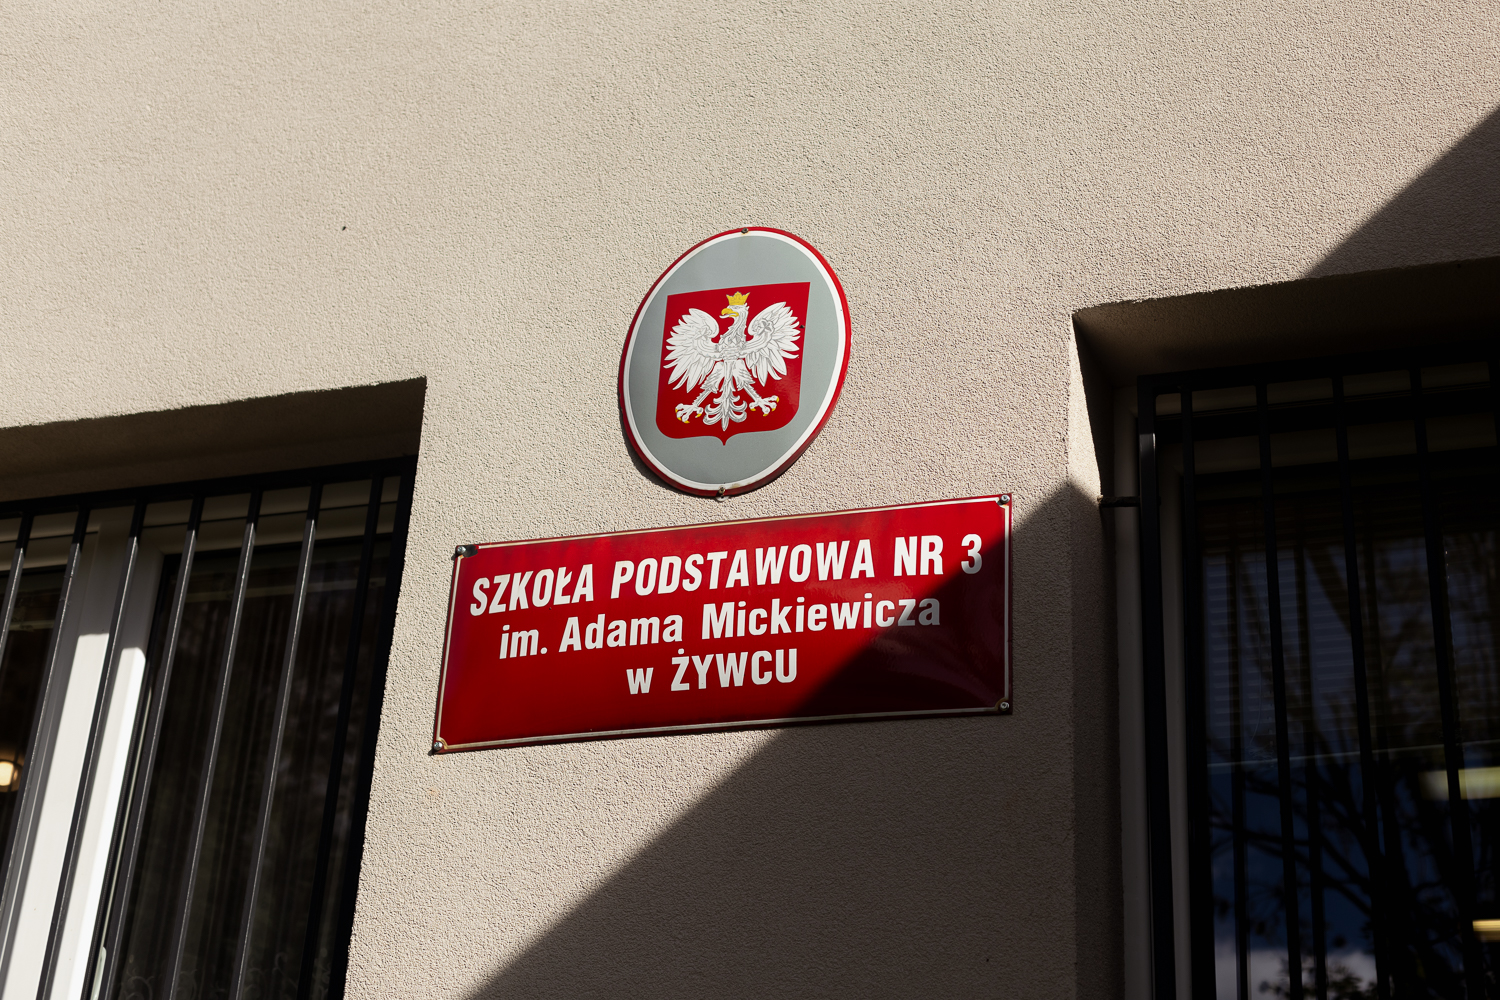 SZKOŁA PODSTAWOWA NR 3
im. Adama Mickiewicza
w ŻYWCU